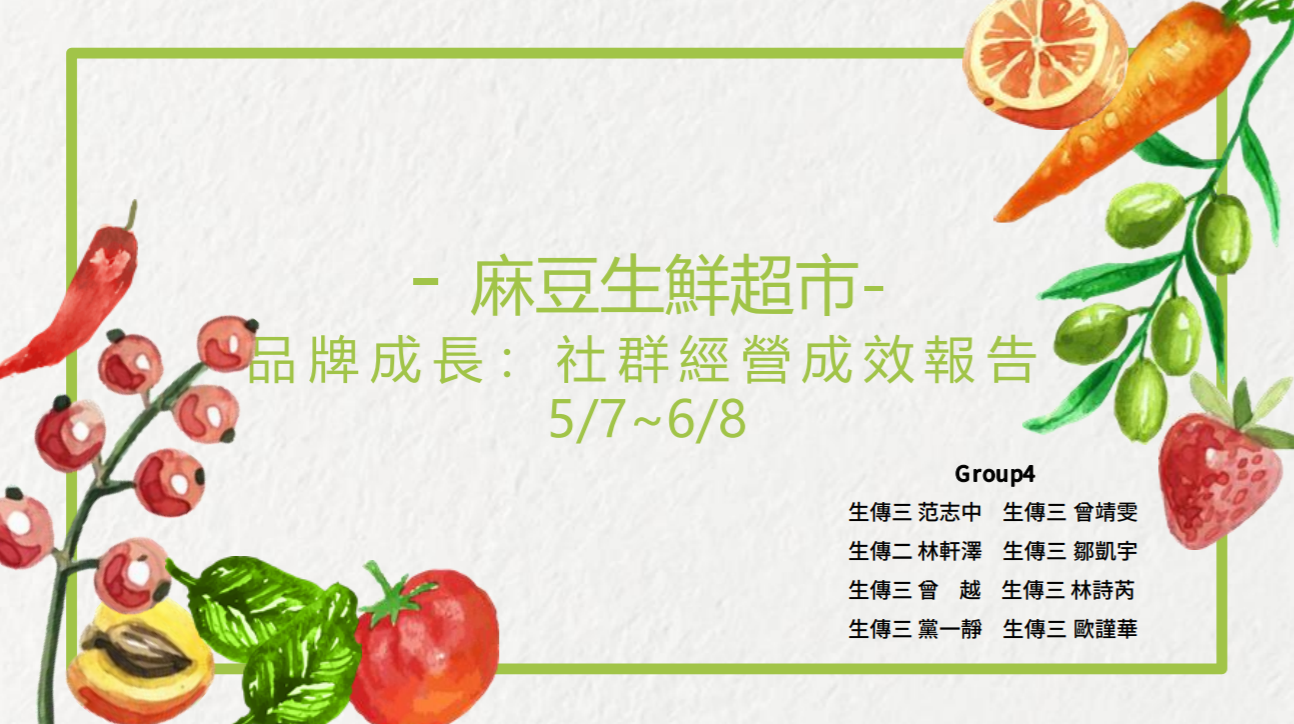 - 麻豆生鮮超市-
品牌成長：社群經營成效報告
5/7~6/8
Group4
生傳三 范志中 生傳三 曾靖雯
生傳二 林軒澤 生傳三 鄒凱宇
生傳三 曾　越 生傳三 林詩芮
生傳三 黨一靜 生傳三 歐謹華